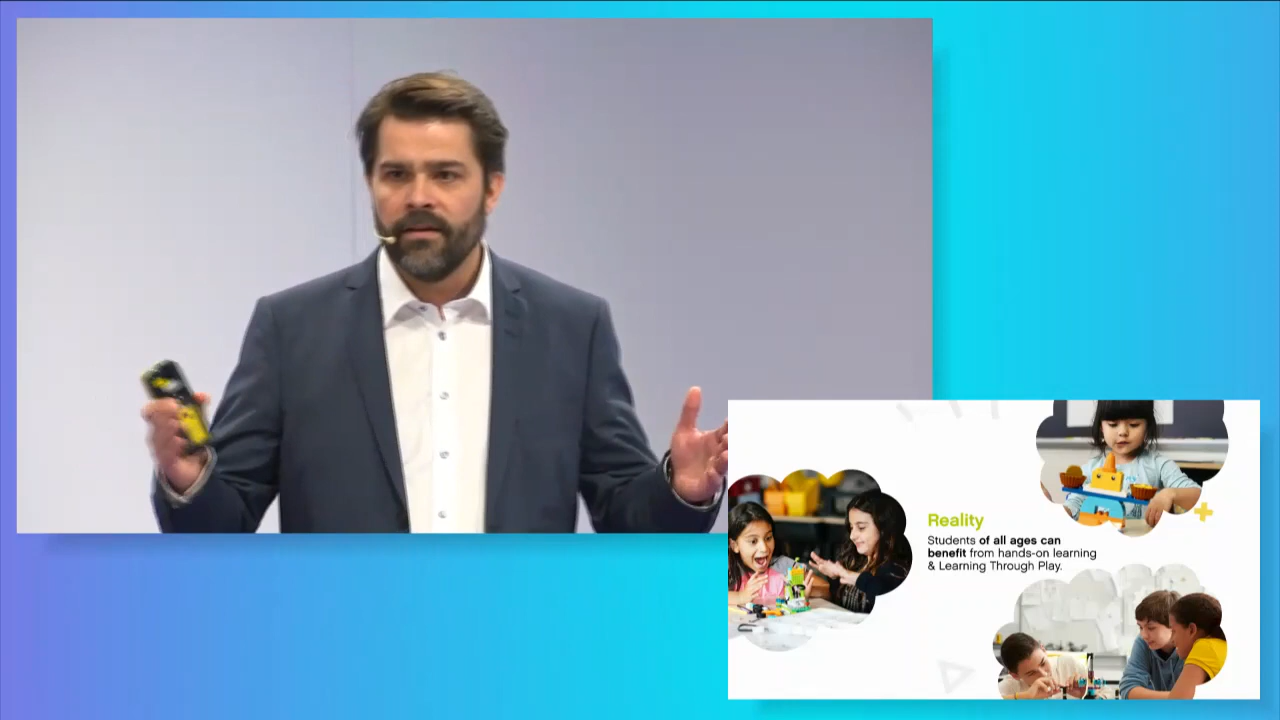 Reality
Students of all ages can
benefit from hands-on learning
& Learning Through Play.